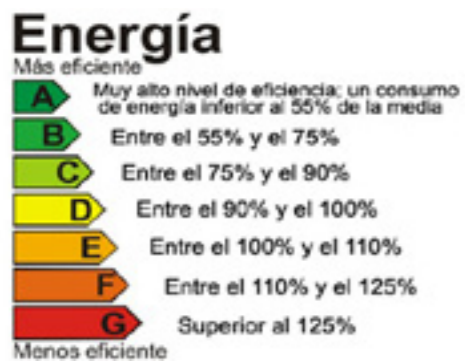 Energía
Más eficiente
A Muy alto nivel de eficiencia; un consumo
de energía inferior al 55% de la media
B Entre el 55% y el 75%
C Entre el 75% y el 90%
D Entre el 90% y el 100%
E Entre el 100% y el 110%
F Entre el 110% y el 125%
G Superior al 125%
Menos eficiente